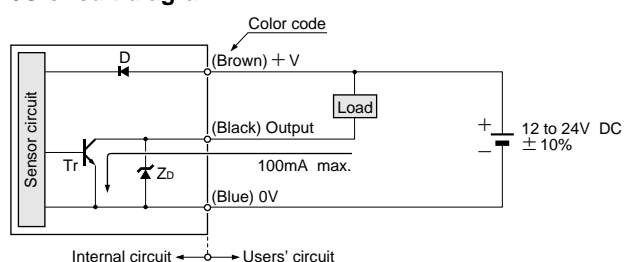 Color code
D
(Brown) + V
Sensor circuit
Load
(Black) Output
+
−
12 to 24V DC
± 10%
Tr
ZD
100mA max.
(Blue) 0V
Internal circuit
Users' circuit